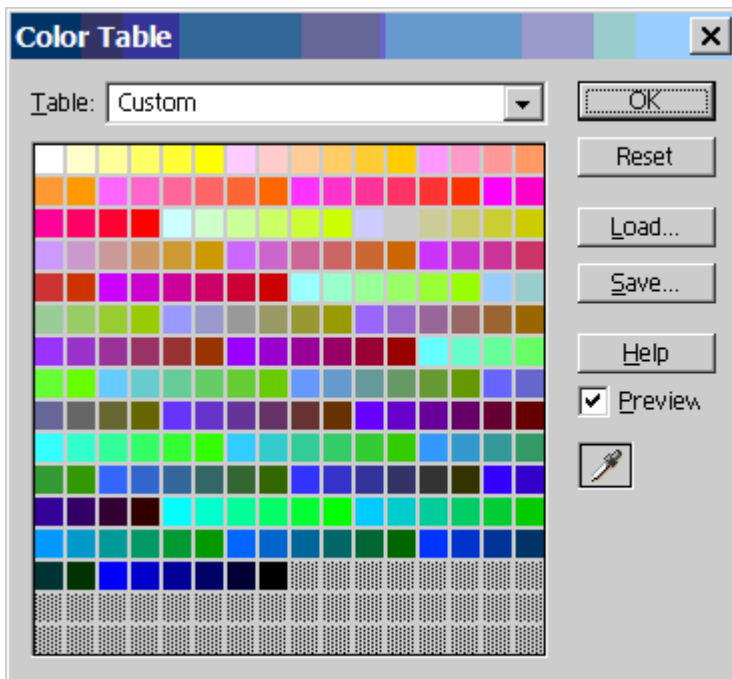 Color Table
Table: Custom
OK
Reset
Load...
Save...
Help
Preview